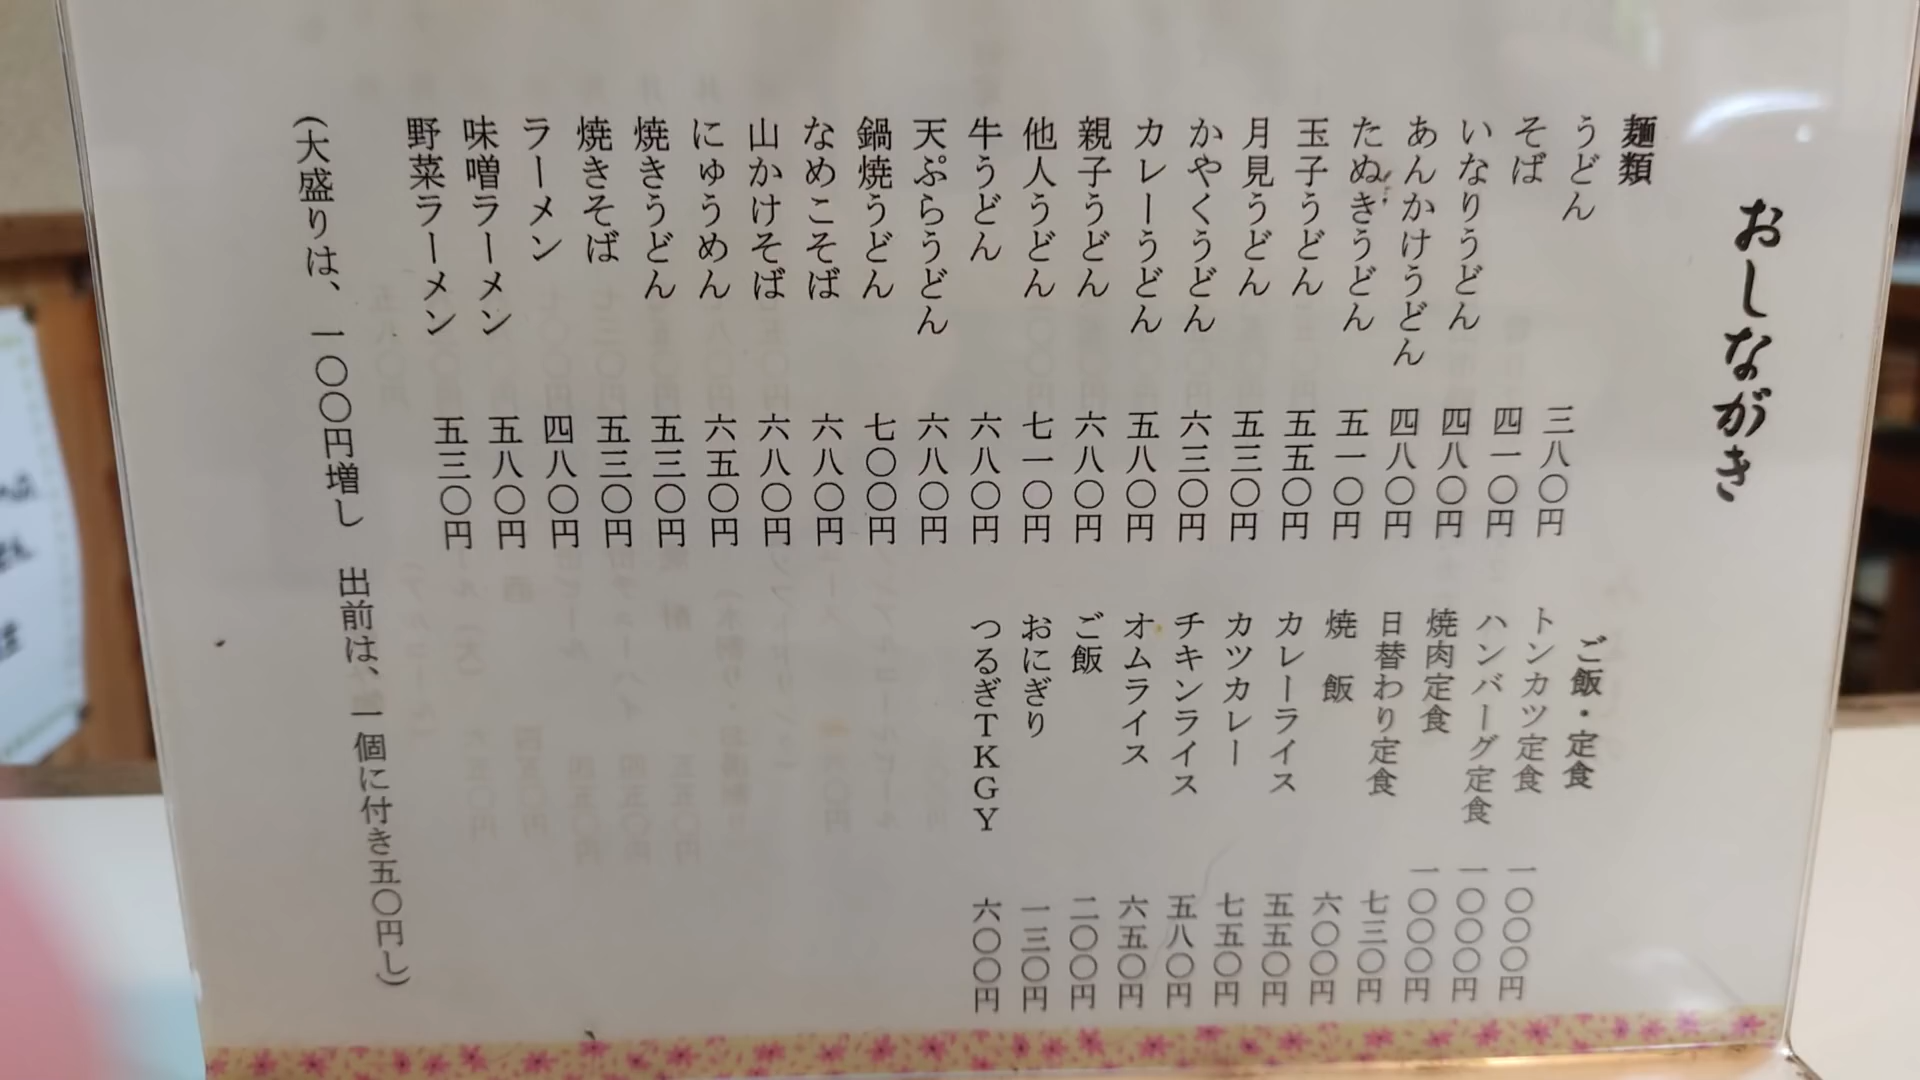 おしながき
麺類
うどん 三八〇円
そば 四一〇円
いなりうどん 四八〇円
あんかけうどん 四八〇円
たぬきうどん 五一〇円
玉子うどん 五五〇円
月見うどん 五三〇円
かやくうどん 六三〇円
カレーうどん 五八〇円
親子うどん 六八〇円
他人うどん 七一〇円
牛うどん 六八〇円
天ぷらうどん 六八〇円
鍋焼うどん 七〇〇円
なめこそば 六八〇円
山かけそば 六八〇円
にゅうめん 六五〇円
焼きうどん 五三〇円
焼きそば 五三〇円
ラーメン 四八〇円
味噌ラーメン 五八〇円
野菜ラーメン 五三〇円
ご飯・定食
トンカツ定食 一〇〇〇円
ハンバーグ定食 一〇〇〇円
焼肉定食 一〇〇〇円
日替わり定食 七三〇円
焼　飯 六〇〇円
カレーライス 五五〇円
カツカレー 七五〇円
チキンライス 五八〇円
オムライス 六五〇円
ご飯 二〇〇円
おにぎり 一三〇円
つるぎTKGY 六〇〇円
(大盛りは、一〇〇円増し　出前は、一個に付き五〇円し)